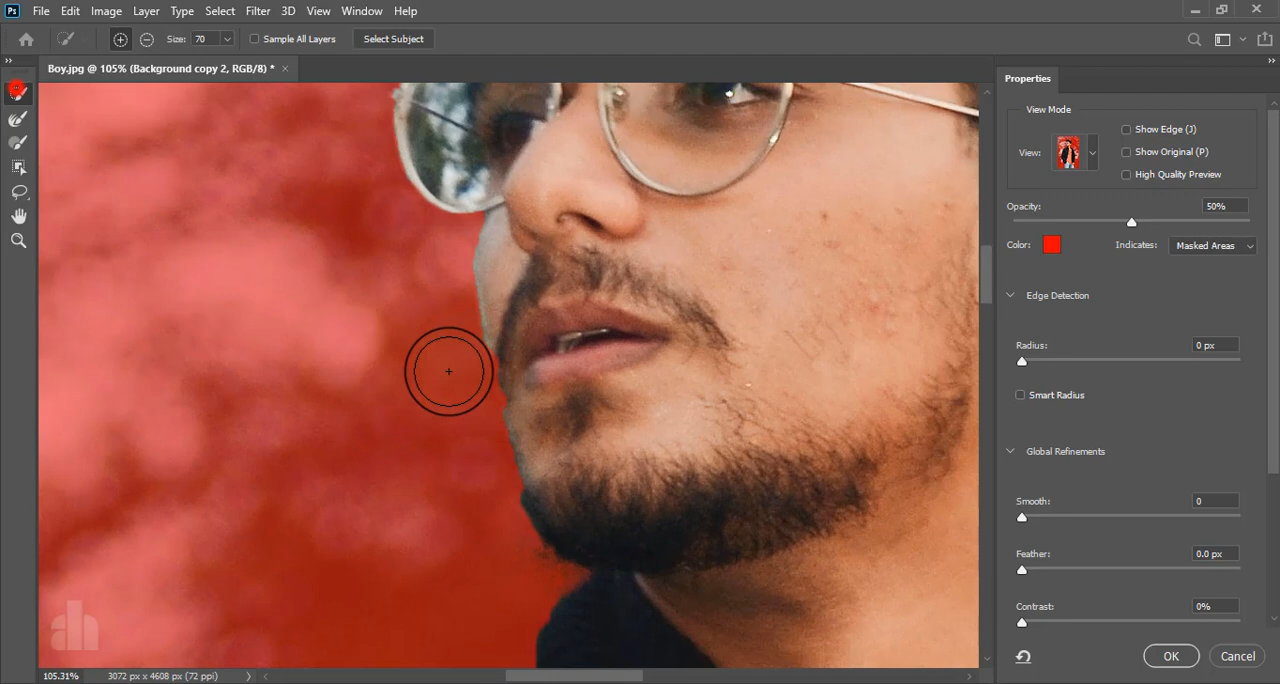 Ps File Edit Image Layer Type Select Filter 3D View Window Help
Size: 70 Sample All Layers Select Subject
Boy.jpg @ 105% (Background copy 2, RGB/8) * ×
Properties
View Mode
Show Edge (J)
View: Show Original (P)
High Quality Preview
Opacity: 50%
Color: Indicates: Masked Areas
Edge Detection
Radius: 0 px
Smart Radius
Global Refinements
Smooth: 0
Feather: 0.0 px
Contrast: 0%
ah
OK Cancel
105.31% 3072 px x 4608 px (72 ppi)